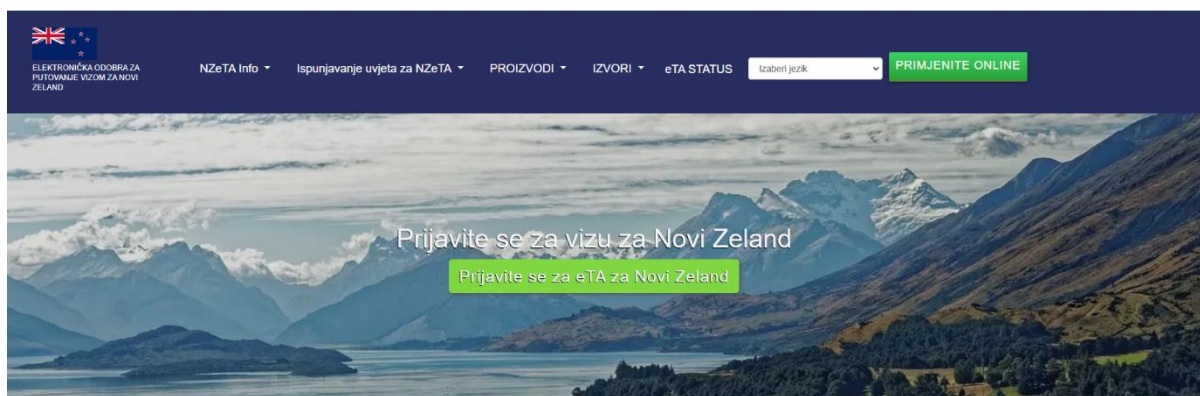 ELEKTRONIČKA ODOBRA ZA
PUTOVANJE VIZOM ZA NOVI
ZELAND
NZeTA Info
Ispunjavanje uvjeta za NZeTA
PROIZVODI
IZVORI
eTA STATUS
Izaberi jezik
PRIMJENITE ONLINE
Prijavite se za vizu za Novi Zeland
Prijavite se za eTA za Novi Zeland